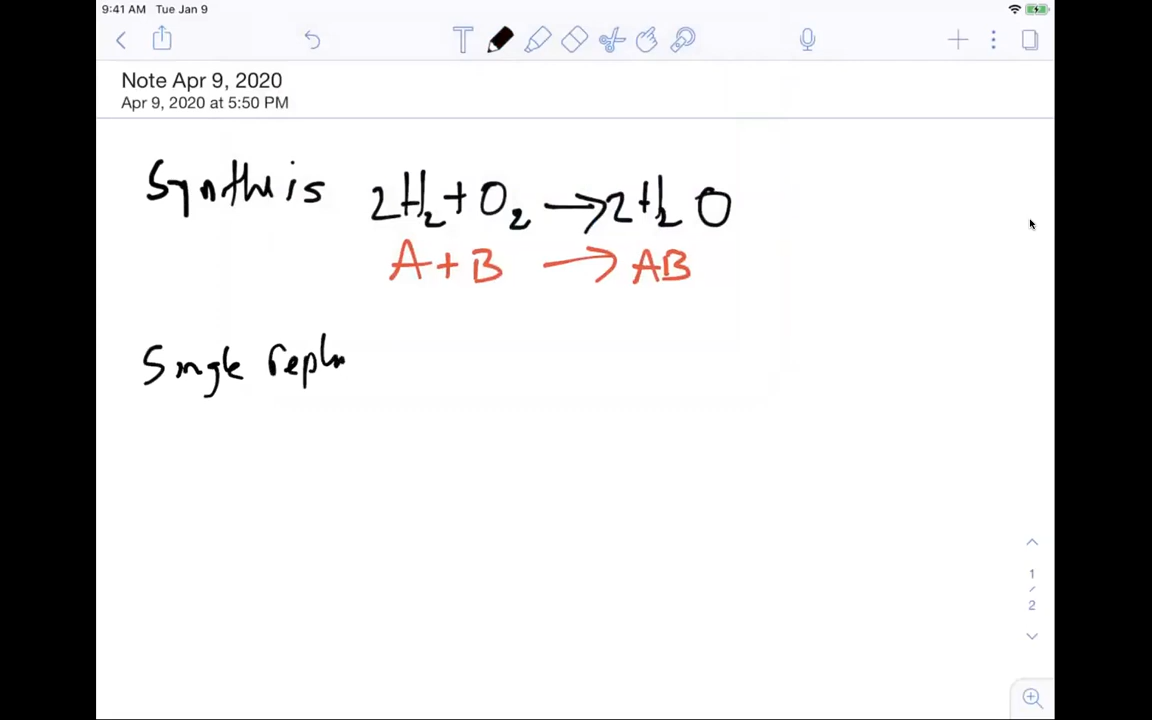 9:41 AM Tue Jan 9
Note Apr 9, 2020
Apr 9, 2020 at 5:50 PM
Syntheis 2H₂ + O₂ → 2H₂O
A + B → AB
Single repla
1
/
2